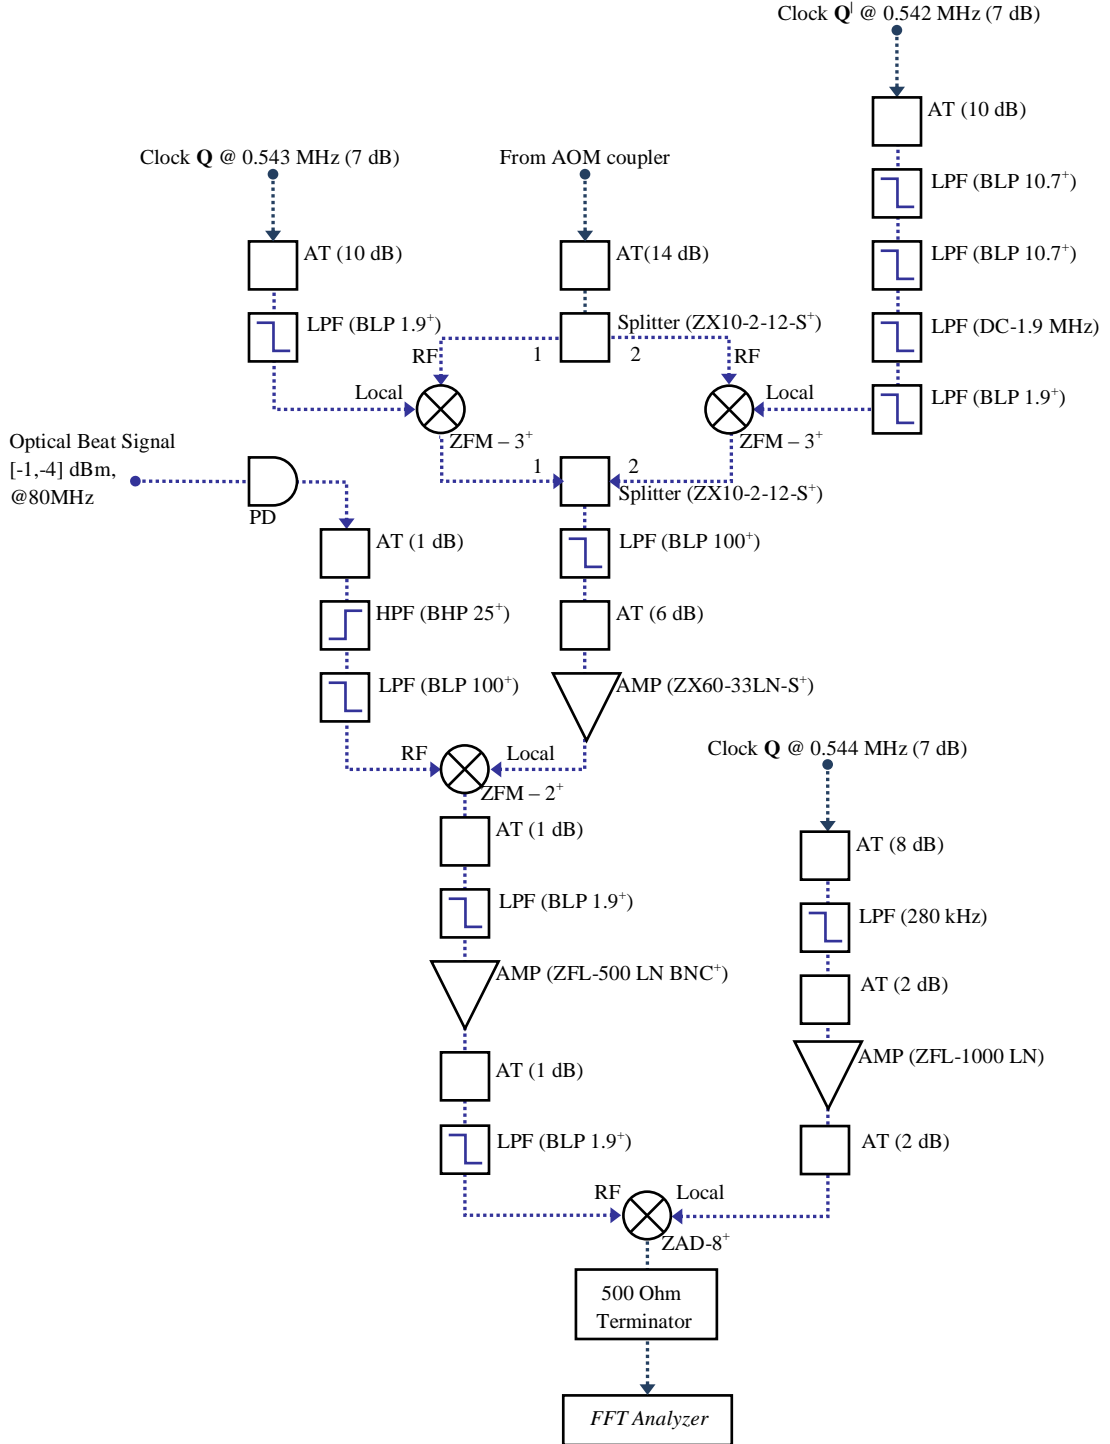 Clock Q| @ 0.542 MHz (7 dB)
AT (10 dB)
LPF (BLP 10.7+)
LPF (BLP 10.7+)
LPF (DC-1.9 MHz)
LPF (BLP 1.9+)
Clock Q @ 0.543 MHz (7 dB)
From AOM coupler
AT (10 dB)
AT(14 dB)
LPF (BLP 1.9+)
Splitter (ZX10-2-12-S+)
1
2
RF
RF
Local
Local
ZFM – 3+
ZFM – 3+
Optical Beat Signal
[-1,-4] dBm,
@80MHz
PD
1
2
Splitter (ZX10-2-12-S+)
AT (1 dB)
LPF (BLP 100+)
HPF (BHP 25+)
AT (6 dB)
LPF (BLP 100+)
AMP (ZX60-33LN-S+)
RF
Local
ZFM – 2+
Clock Q @ 0.544 MHz (7 dB)
AT (1 dB)
AT (8 dB)
LPF (BLP 1.9+)
LPF (280 kHz)
AMP (ZFL-500 LN BNC+)
AT (2 dB)
AT (1 dB)
AMP (ZFL-1000 LN)
LPF (BLP 1.9+)
AT (2 dB)
RF
Local
ZAD-8+
500 Ohm
Terminator
FFT Analyzer